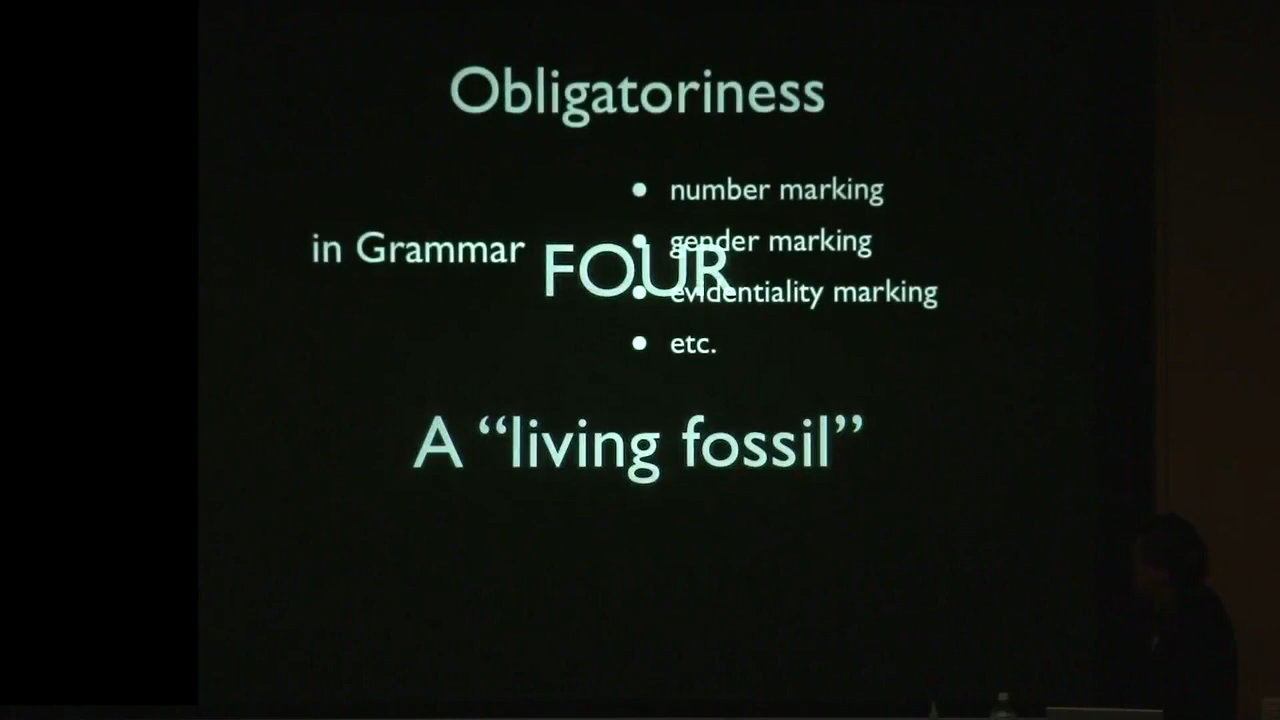 Obligatoriness
number marking
in Grammar
gender marking
FOUR
evidentiality marking
etc.
A “living fossil”